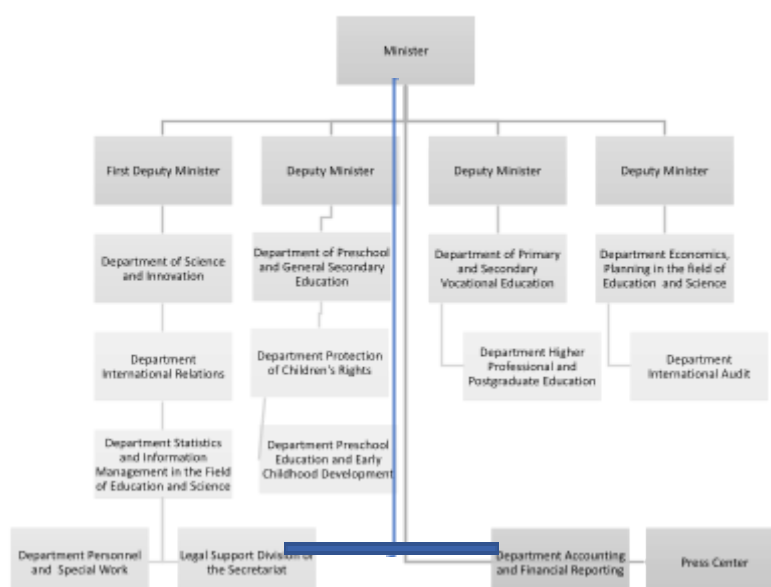 Minister
First Deputy Minister
Deputy Minister
Deputy Minister
Deputy Minister
Department of Science
and Innovation
Department of Preschool
and General Secondary
Education
Department of Primary
and Secondary
Vocational Education
Department Economics,
Planning in the field of
Education and Science
Department
International Relations
Department Protection
of Children's Rights
Department Higher
Professional and
Postgraduate Education
Department
International Audit
Department Statistics
and Information
Management in the Field
of Education and Science
Department Preschool
Education and Early
Childhood Development
Department Personnel
and Special Work
Legal Support Division of
the Secretariat
Department Accounting
and Financial Reporting
Press Center